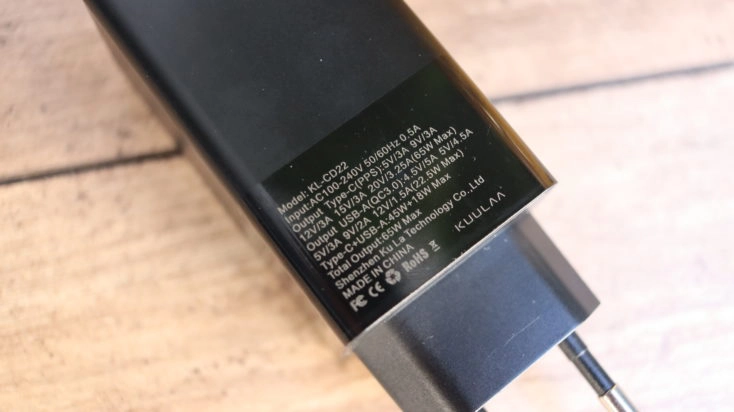 Model: KL-CD22
Input:AC100-240V 50/60Hz 0.5A
Output Type-C(PPS):5V/3A 9V/3A
12V/3A 15V/3A 20V/3.25A(65W Max)
Output USB-A(QC3.0):4.5V/5A 5V/4.5A
5V/3A 9V/2A 12V/1.5A(22.5W Max)
Type-C+USB-A:45W+18W Max
Total Output:65W Max
Shenzhen Ku La Technology Co.,Ltd
MADE IN CHINA
FC CE RoHS
KUULAA